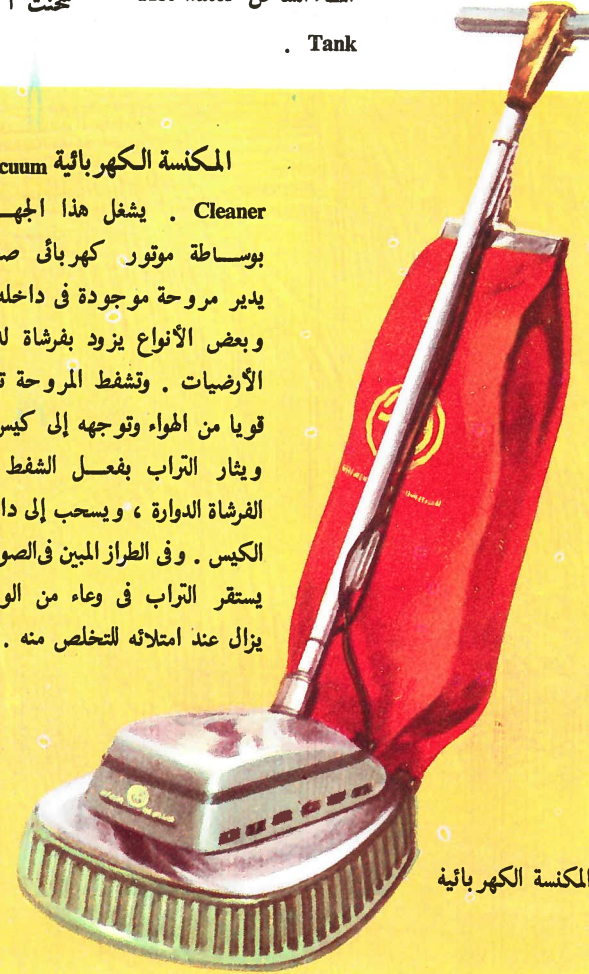 Tank .
المكنسة الكهربائية cuum
Cleaner . يشغل هذا الجهـ
بوساطة موتور كهربائى صـ
يدير مروحة موجودة فى داخله
وبعض الأنواع يزود بفرشاة لـ
الأرضيات . وتشفط المروحة تـ
قويا من الهواء وتوجهه إلى كيس
ويثار التراب بفعل الشفط
الفرشاة الدوارة ، ويسحب إلى دا
الكيس . وفى الطراز المبين فى الصو
يستقر التراب فى وعاء من الو
يزال عند امتلائه للتخلص منه .
المكنسة الكهربائية